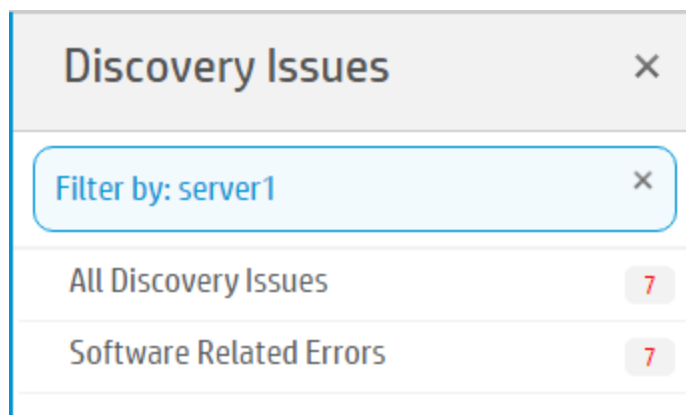 Discovery Issues ×
Filter by: server1 ×
All Discovery Issues 7
Software Related Errors 7